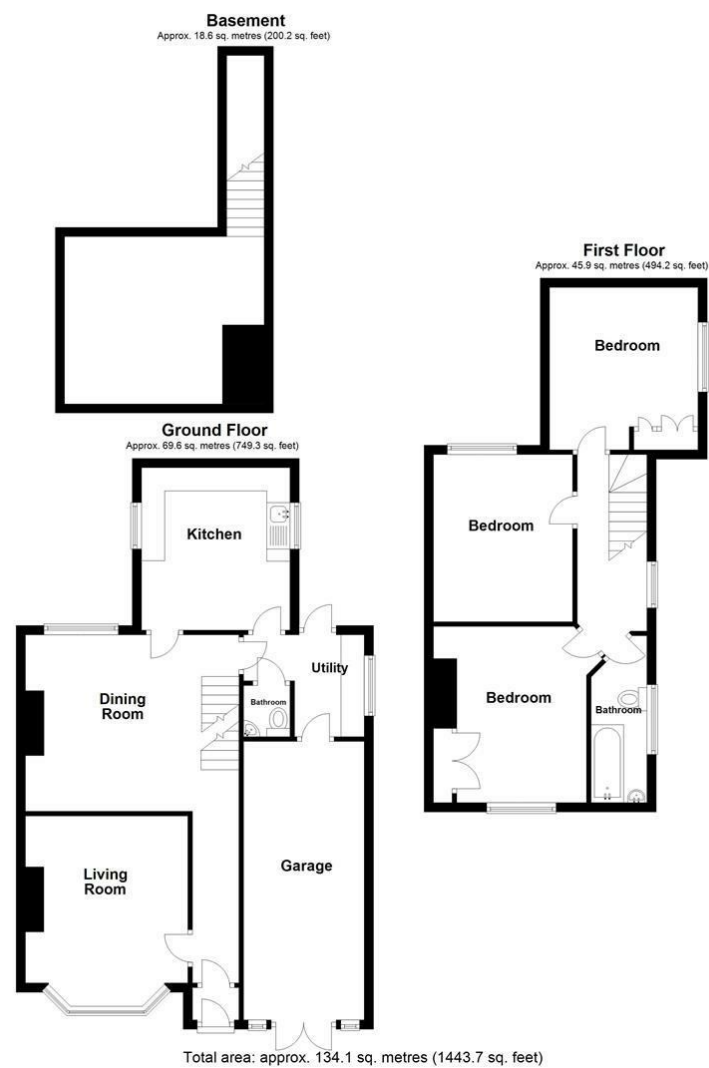 Basement
Approx. 18.6 sq. metres (200.2 sq. feet)
First Floor
Approx. 45.9 sq. metres (494.2 sq. feet)
Bedroom
Bedroom
Bedroom
Bathroom
Ground Floor
Approx. 69.6 sq. metres (749.3 sq. feet)
Kitchen
Utility
Dining
Room
Bathroom
Living
Room
Garage
Total area: approx. 134.1 sq. metres (1443.7 sq. feet)